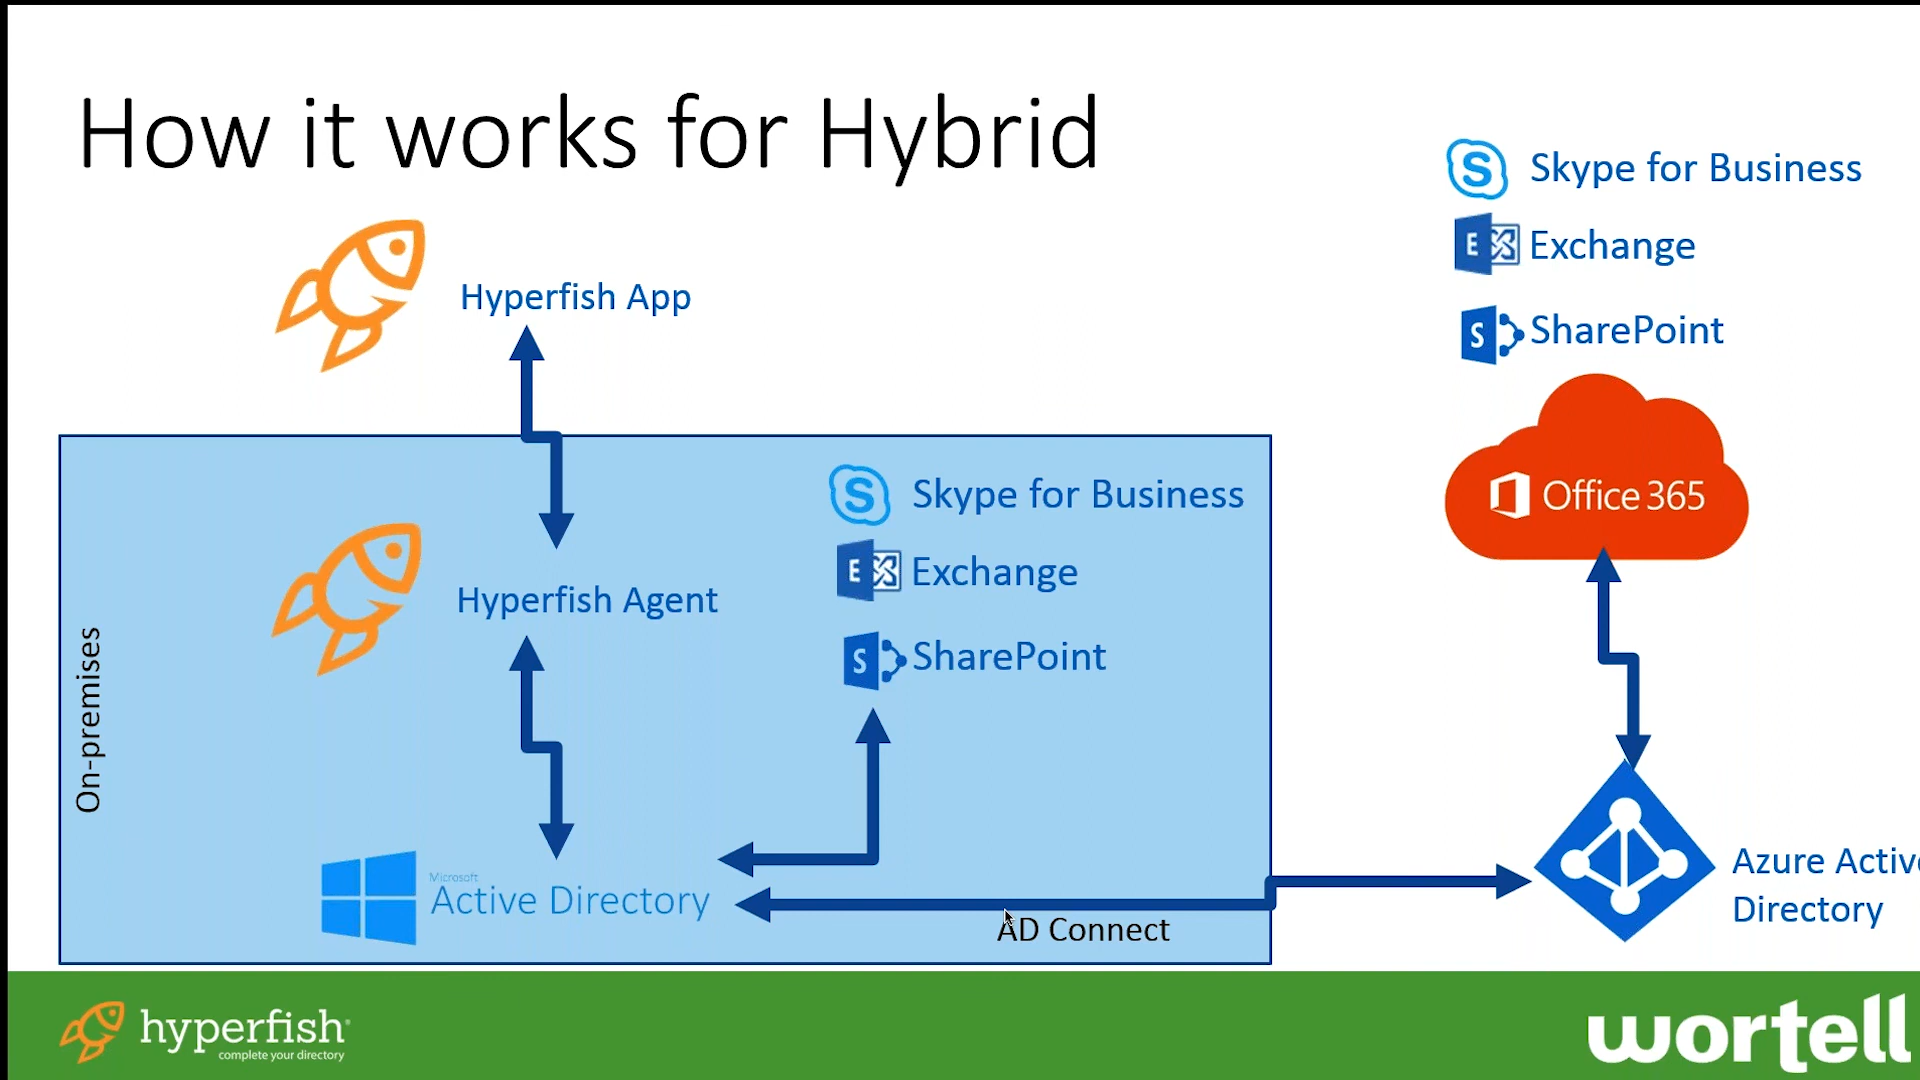 How it works for Hybrid
Skype for Business
Exchange
SharePoint
Office 365
Hyperfish App
On-premises
Hyperfish Agent
Skype for Business
Exchange
SharePoint
Microsoft
Active Directory
AD Connect
Azure Active
Directory
hyperfish
complete your directory
wortell